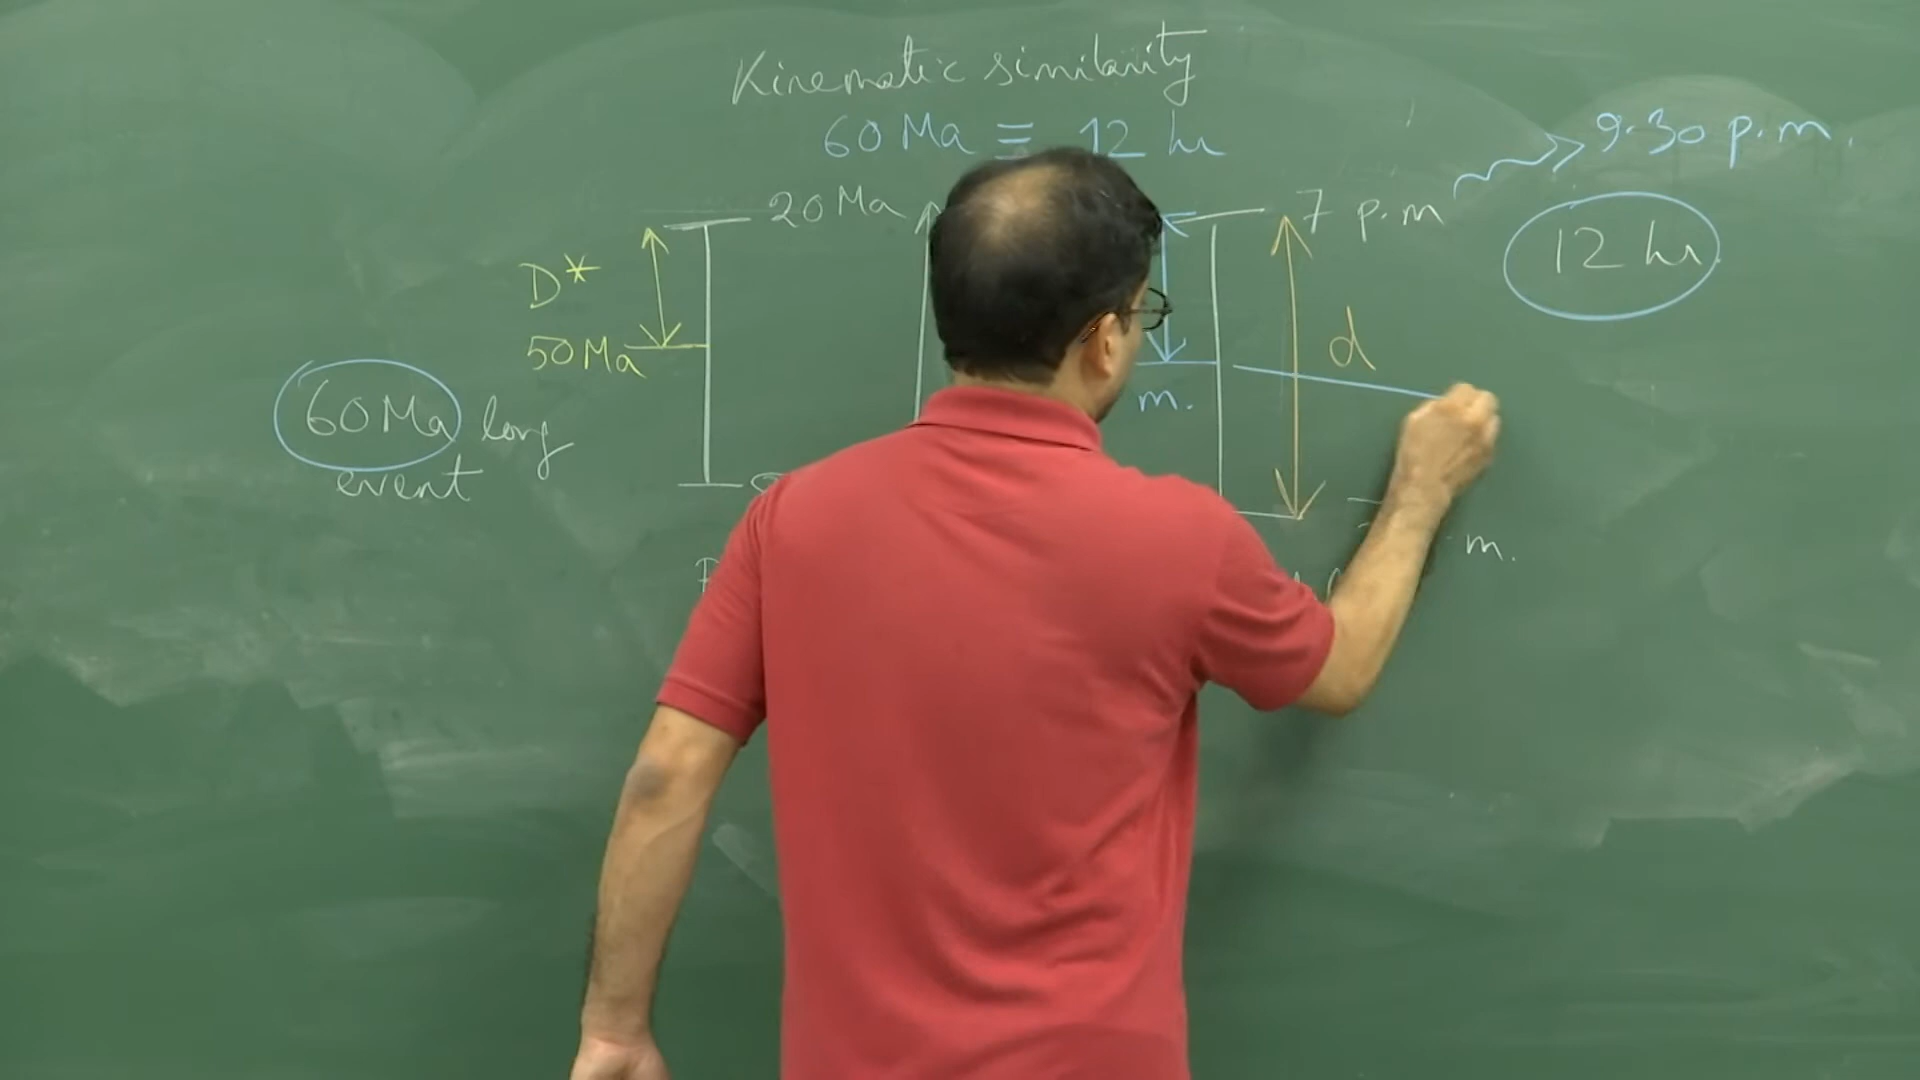 Kinematic similarity
60 Ma ≡ 12 hr
9.30 p.m.
20 Ma
7 p.m
12 hr
D*
50 Ma
d
60 Ma long
event
m.
m.